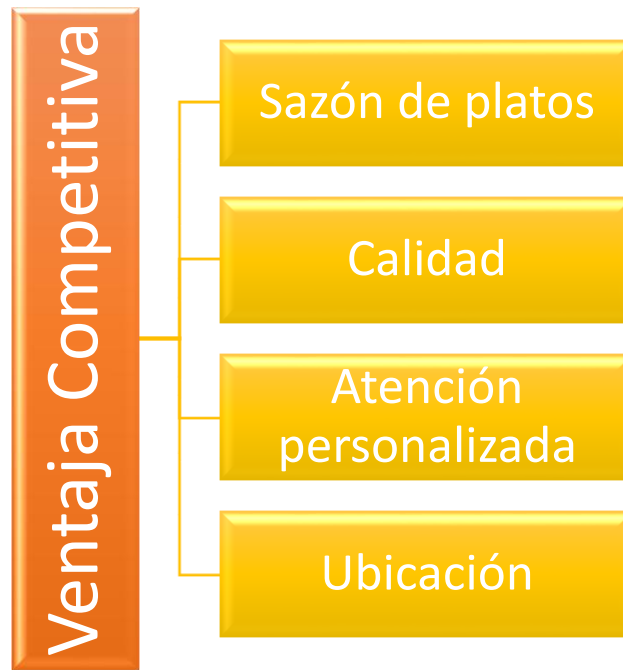 Ventaja Competitiva
Sazón de platos
Calidad
Atención
personalizada
Ubicación